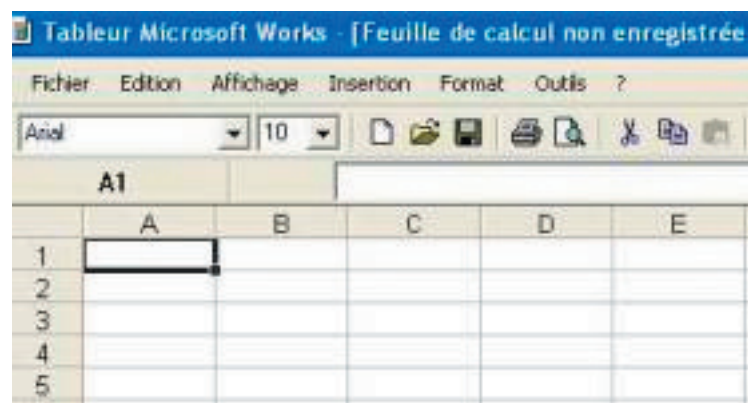 Tableur Microsoft Works - [Feuille de calcul non enregistrée
Fichier Edition Affichage Insertion Format Outils ?
Arial 10
A1
A B C D E
1
2
3
4
5